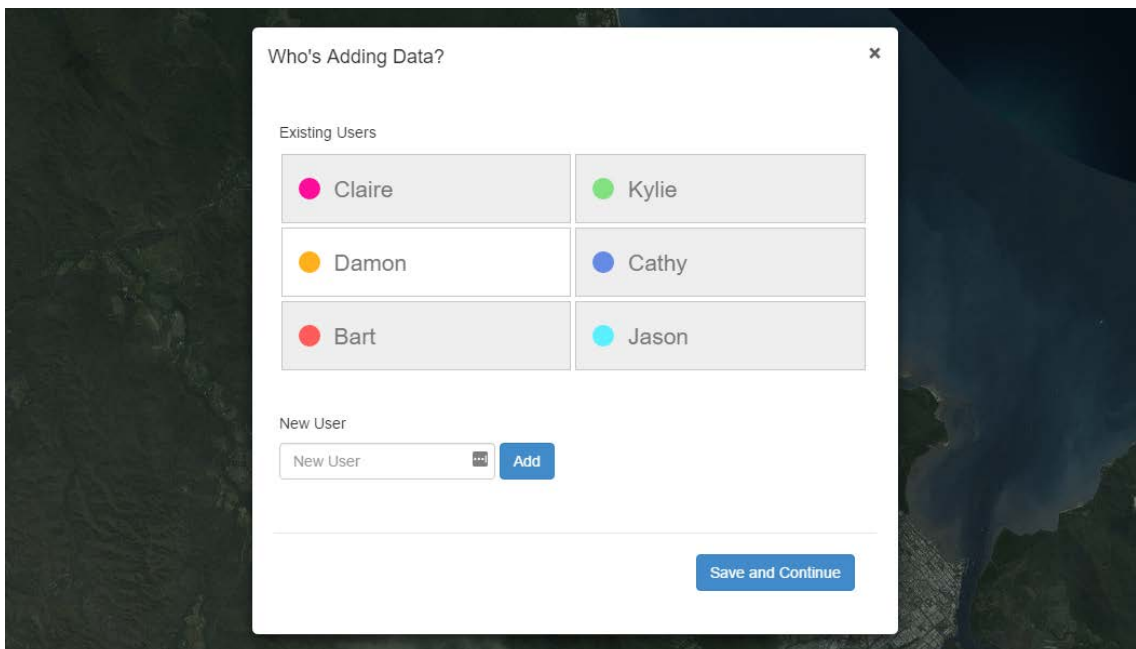 Who's Adding Data?
×
Existing Users
Claire
Kylie
Damon
Cathy
Bart
Jason
New User
New User
Add
Save and Continue